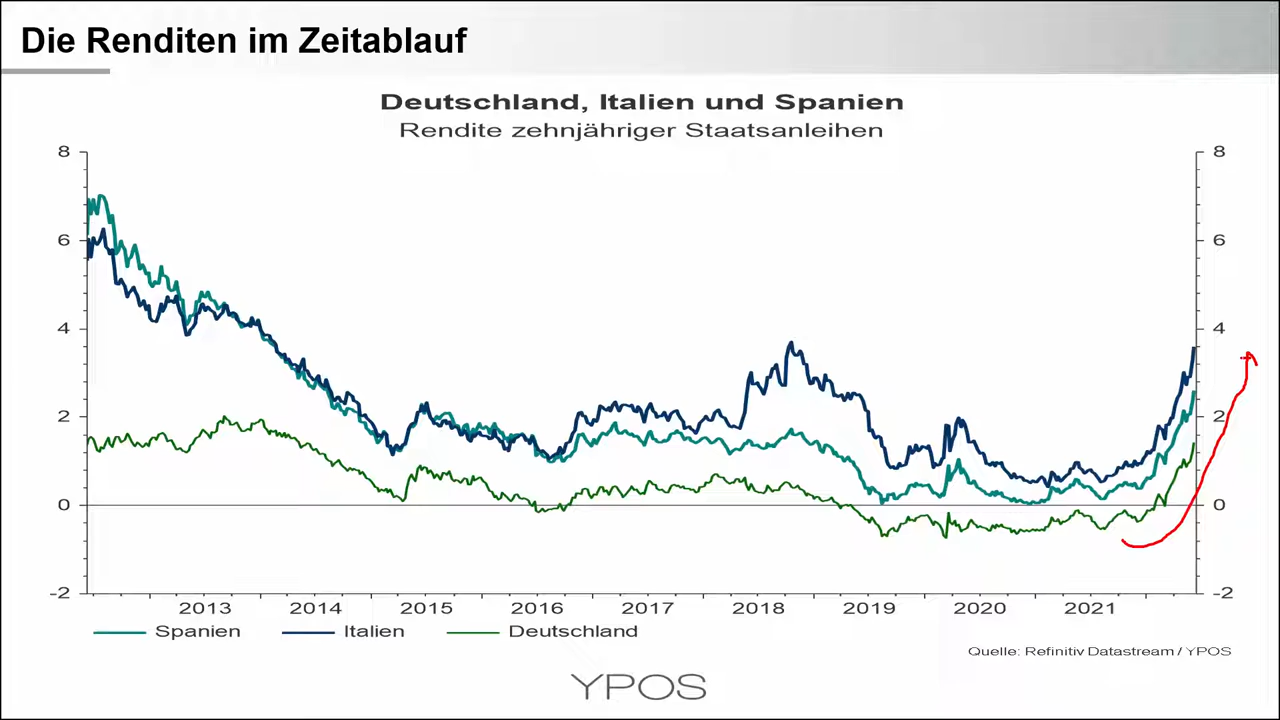 Die Renditen im Zeitablauf
Deutschland, Italien und Spanien
Rendite zehnjähriger Staatsanleihen
8
8
6
6
4
4
2
2
0
0
-2
-2
2013 2014 2015 2016 2017 2018 2019 2020 2021
Spanien Italien Deutschland
Quelle: Refinitiv Datastream / YPOS
YPOS